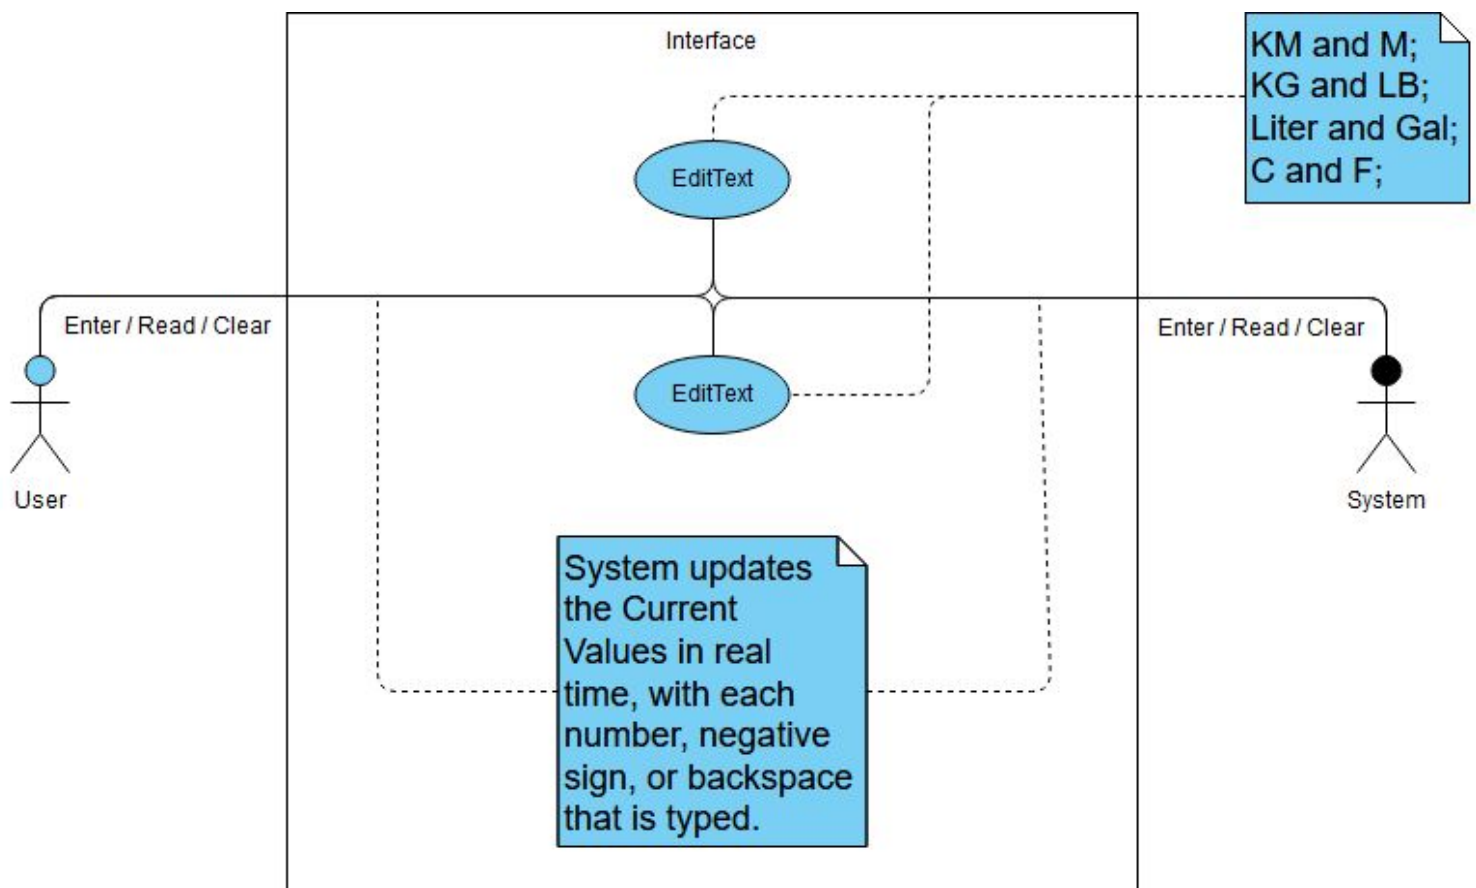 Interface
KM and M;
KG and LB;
Liter and Gal;
C and F;
EditText
Enter / Read / Clear
Enter / Read / Clear
EditText
User
System
System updates
the Current
Values in real
time, with each
number, negative
sign, or backspace
that is typed.